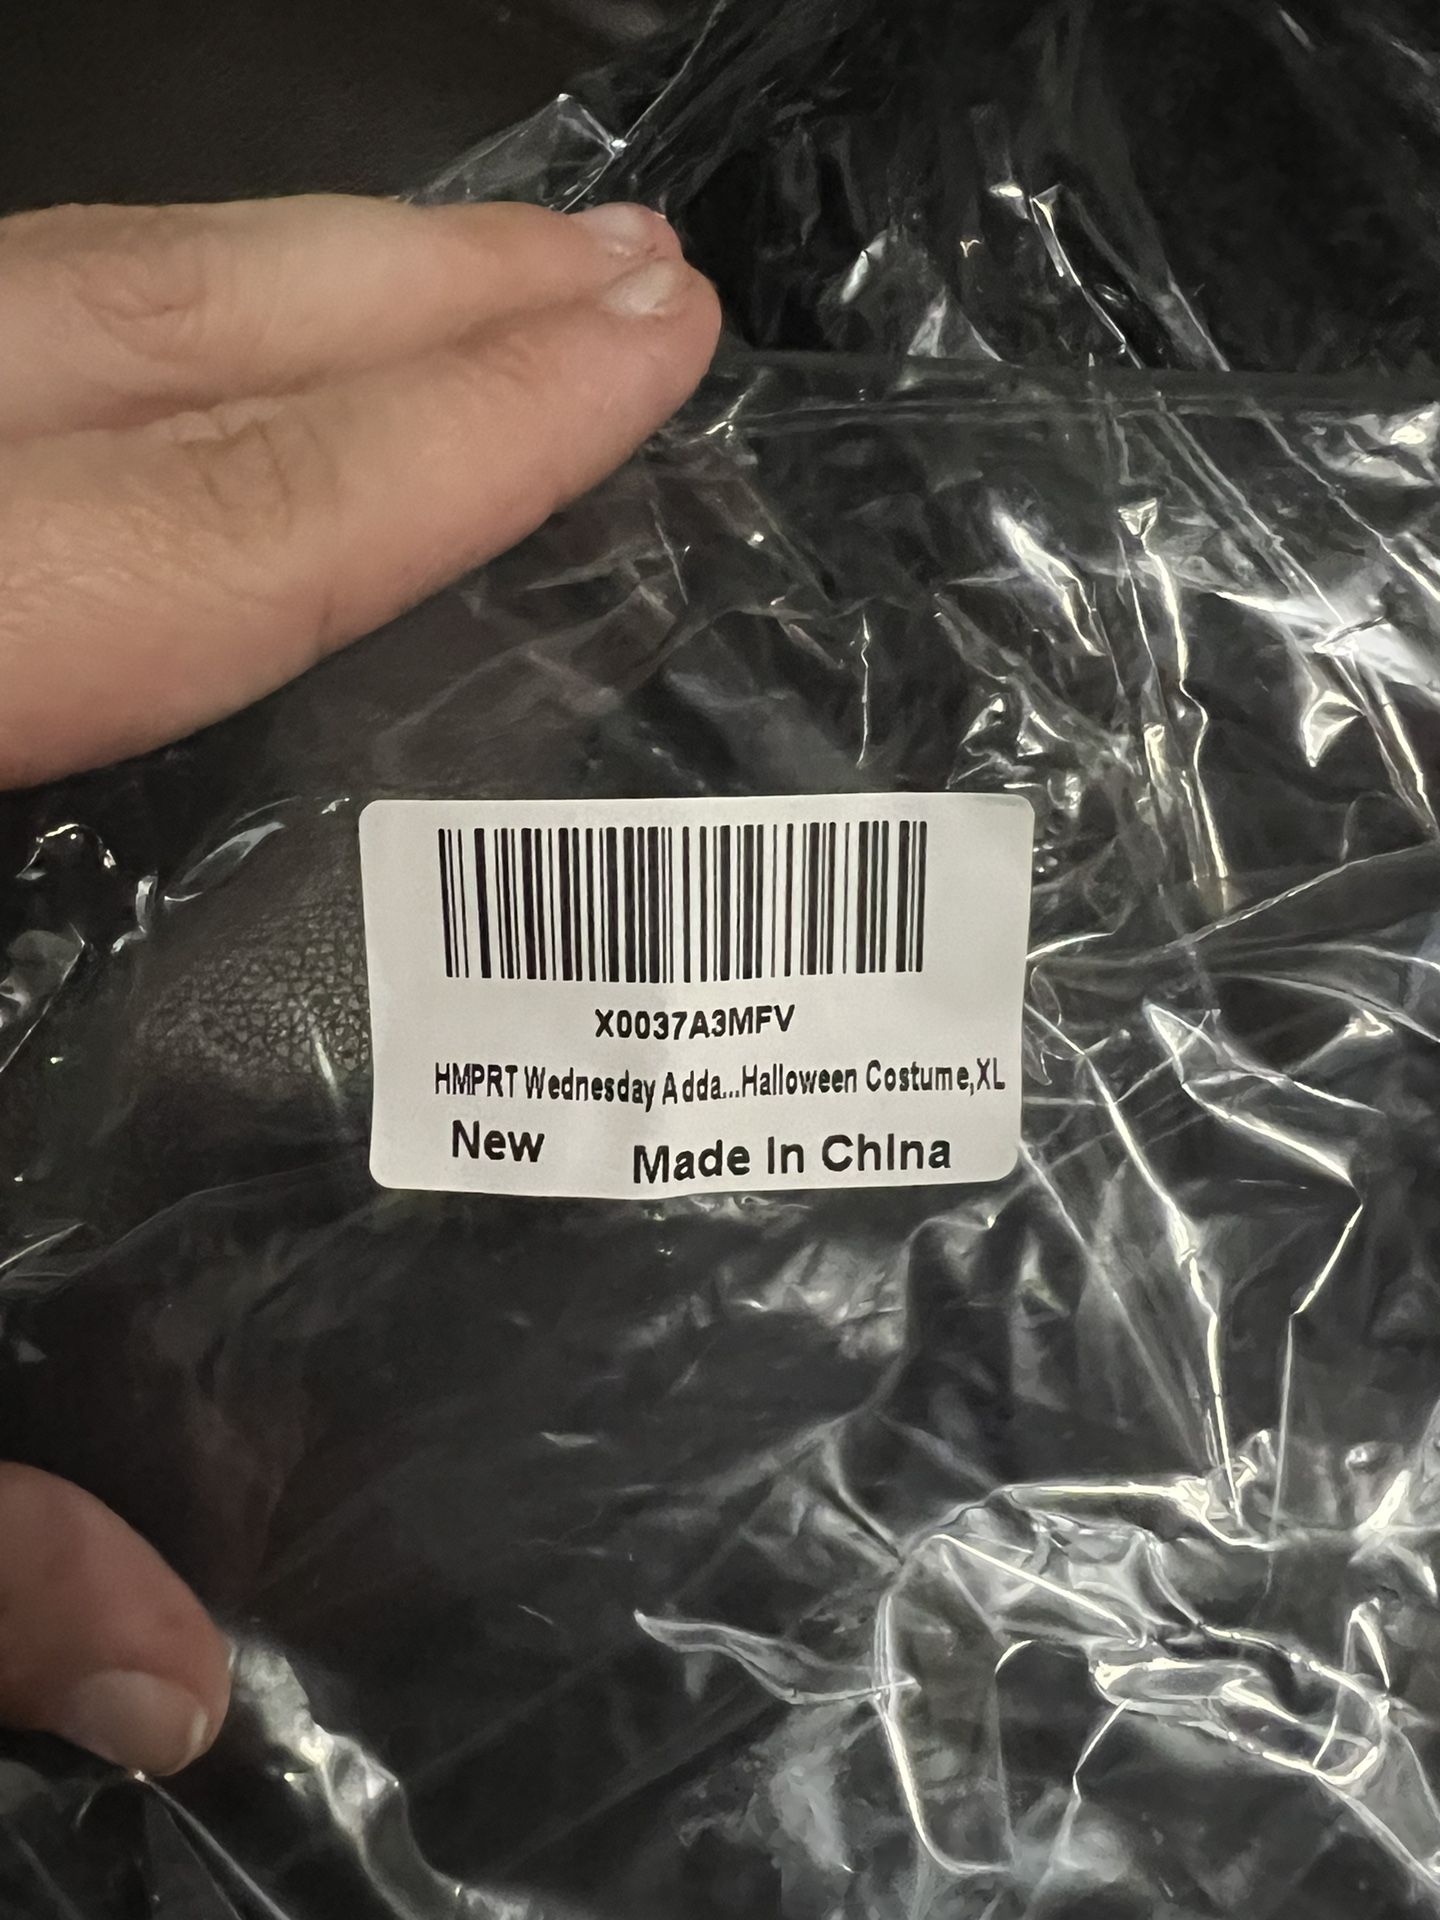 X0037A3MFV
HMPRT Wednesday Adda...Halloween Costume,XL
New Made In China